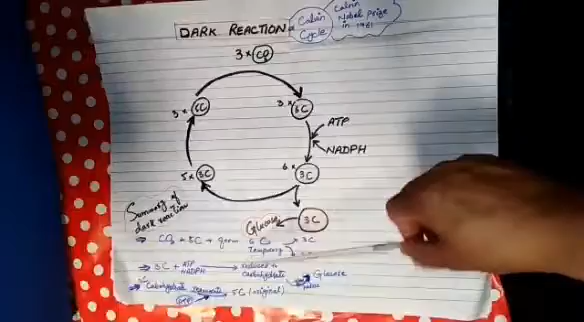 DARK REACTION =
Calvin
Cycle
Calvin
Nobel Prize
in 1961
3 × CO2
3 × 5C
3 × 6C
ATP
NADPH
5 × 3C
6 × 3C
Glucose
3C
Summary of
dark reaction
⇒ CO2 + 5C + 6C
Temporary
3C
⇒ 3C + ATP
NADPH
Carbohydrate
Glucose
⇒ Carbohydrate
5C (original)